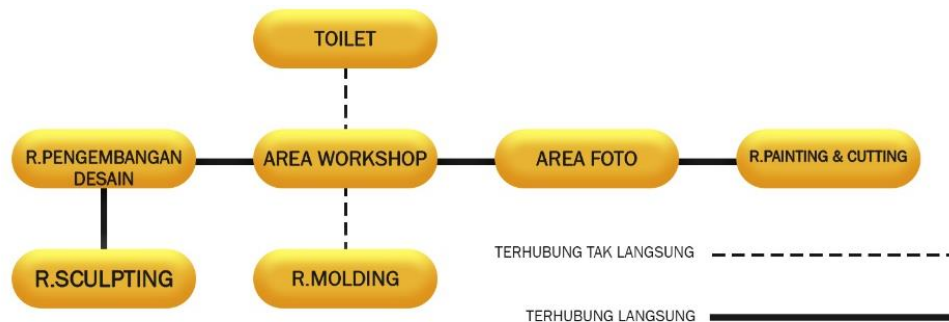 TOILET
R.PENGEMBANGAN
DESAIN
AREA WORKSHOP
AREA FOTO
R.PAINTING & CUTTING
R.SCULPTING
R.MOLDING
TERHUBUNG TAK LANGSUNG
TERHUBUNG LANGSUNG